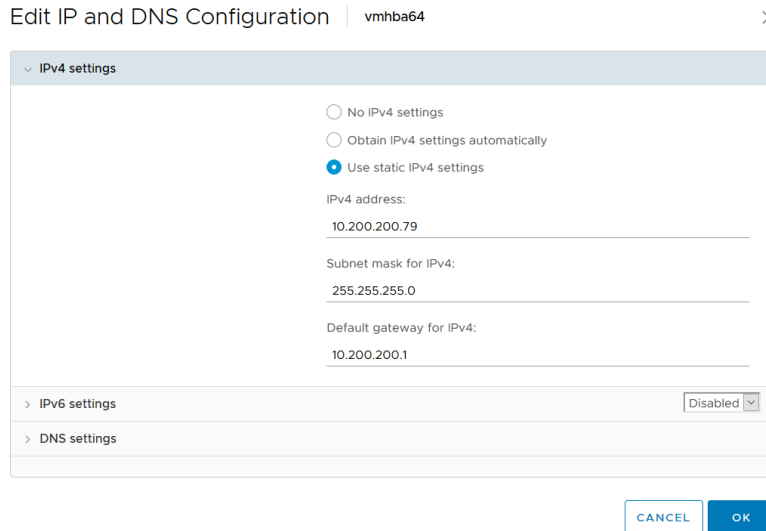 Edit IP and DNS Configuration vmhba64
IPv4 settings
No IPv4 settings
Obtain IPv4 settings automatically
Use static IPv4 settings
IPv4 address:
10.200.200.79
Subnet mask for IPv4:
255.255.255.0
Default gateway for IPv4:
10.200.200.1
IPv6 settings Disabled
DNS settings
CANCEL OK